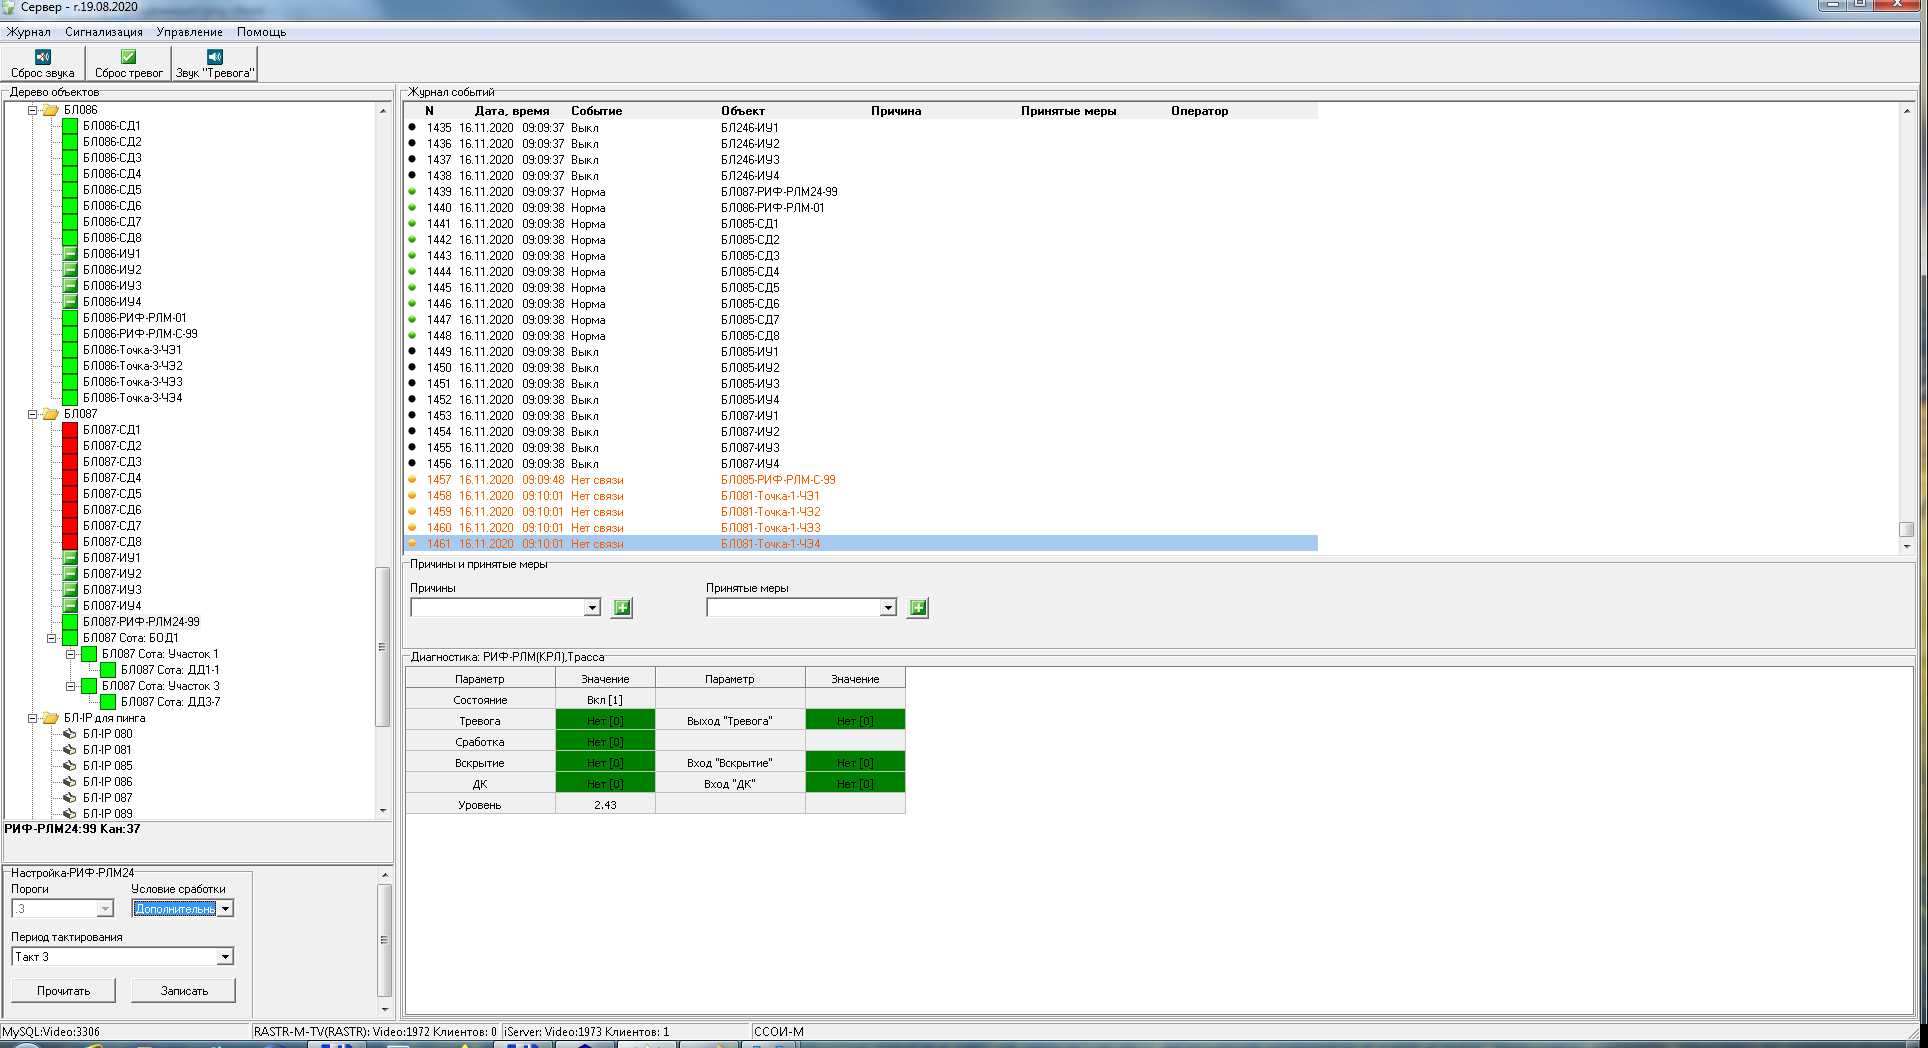 Сервер - r.19.08.2020
Журнал Сигнализация Управление Помощь
Сброс звука Сброс тревог Звук "Тревога"
Дерево объектов
БЛ086
БЛ086-СД1
БЛ086-СД2
БЛ086-СД3
БЛ086-СД4
БЛ086-СД5
БЛ086-СД6
БЛ086-СД7
БЛ086-СД8
БЛ086-ИУ1
БЛ086-ИУ2
БЛ086-ИУ3
БЛ086-ИУ4
БЛ086-РИФ-РЛМ-01
БЛ086-РИФ-РЛМ-С-99
БЛ086-Точка-3-ЧЭ1
БЛ086-Точка-3-ЧЭ2
БЛ086-Точка-3-ЧЭ3
БЛ086-Точка-3-ЧЭ4
БЛ087
БЛ087-СД1
БЛ087-СД2
БЛ087-СД3
БЛ087-СД4
БЛ087-СД5
БЛ087-СД6
БЛ087-СД7
БЛ087-СД8
БЛ087-ИУ1
БЛ087-ИУ2
БЛ087-ИУ3
БЛ087-ИУ4
БЛ087-РИФ-РЛМ24-99
БЛ087 Сота: БОД1
БЛ087 Сота: Участок 1
БЛ087 Сота: ДД1-1
БЛ087 Сота: Участок 3
БЛ087 Сота: ДД3-7
БЛ-IP для пинга
БЛ-IP 080
БЛ-IP 081
БЛ-IP 085
БЛ-IP 086
БЛ-IP 087
БЛ-IP 089
РИФ-РЛМ24:99 Кан:37
Настройка-РИФ-РЛМ24
Пороги Условие сработки
.3 Дополнительн
Период тактирования
Такт 3
Прочитать Записать
Журнал событий
N Дата, время Событие Объект Причина Принятые меры Оператор
1435 16.11.2020 09:09:37 Выкл БЛ246-ИУ1
1436 16.11.2020 09:09:37 Выкл БЛ246-ИУ2
1437 16.11.2020 09:09:37 Выкл БЛ246-ИУ3
1438 16.11.2020 09:09:37 Выкл БЛ246-ИУ4
1439 16.11.2020 09:09:37 Норма БЛ087-РИФ-РЛМ24-99
1440 16.11.2020 09:09:38 Норма БЛ086-РИФ-РЛМ-01
1441 16.11.2020 09:09:38 Норма БЛ085-СД1
1442 16.11.2020 09:09:38 Норма БЛ085-СД2
1443 16.11.2020 09:09:38 Норма БЛ085-СД3
1444 16.11.2020 09:09:38 Норма БЛ085-СД4
1445 16.11.2020 09:09:38 Норма БЛ085-СД5
1446 16.11.2020 09:09:38 Норма БЛ085-СД6
1447 16.11.2020 09:09:38 Норма БЛ085-СД7
1448 16.11.2020 09:09:38 Норма БЛ085-СД8
1449 16.11.2020 09:09:38 Выкл БЛ085-ИУ1
1450 16.11.2020 09:09:38 Выкл БЛ085-ИУ2
1451 16.11.2020 09:09:38 Выкл БЛ085-ИУ3
1452 16.11.2020 09:09:38 Выкл БЛ085-ИУ4
1453 16.11.2020 09:09:38 Выкл БЛ087-ИУ1
1454 16.11.2020 09:09:38 Выкл БЛ087-ИУ2
1455 16.11.2020 09:09:38 Выкл БЛ087-ИУ3
1456 16.11.2020 09:09:38 Выкл БЛ087-ИУ4
1457 16.11.2020 09:09:48 Нет связи БЛ085-РИФ-РЛМ-С-99
1458 16.11.2020 09:10:01 Нет связи БЛ081-Точка-1-ЧЭ1
1459 16.11.2020 09:10:01 Нет связи БЛ081-Точка-1-ЧЭ2
1460 16.11.2020 09:10:01 Нет связи БЛ081-Точка-1-ЧЭ3
1461 16.11.2020 09:10:01 Нет связи БЛ081-Точка-1-ЧЭ4
Причины и принятые меры
Причины Принятые меры
Диагностика: РИФ-РЛМ(КРЛ),Трасса
Параметр Значение Параметр Значение
Состояние Вкл [1]
Тревога Нет [0] Выход "Тревога" Нет [0]
Сработка Нет [0]
Вскрытие Нет [0] Вход "Вскрытие" Нет [0]
ДК Нет [0] Вход "ДК" Нет [0]
Уровень 2.43
MySQL:Video:3306 RASTR-M-TV(RASTR): Video:1972 Клиентов: 0 iServer: Video:1973 Клиентов: 1 ССОИ-М